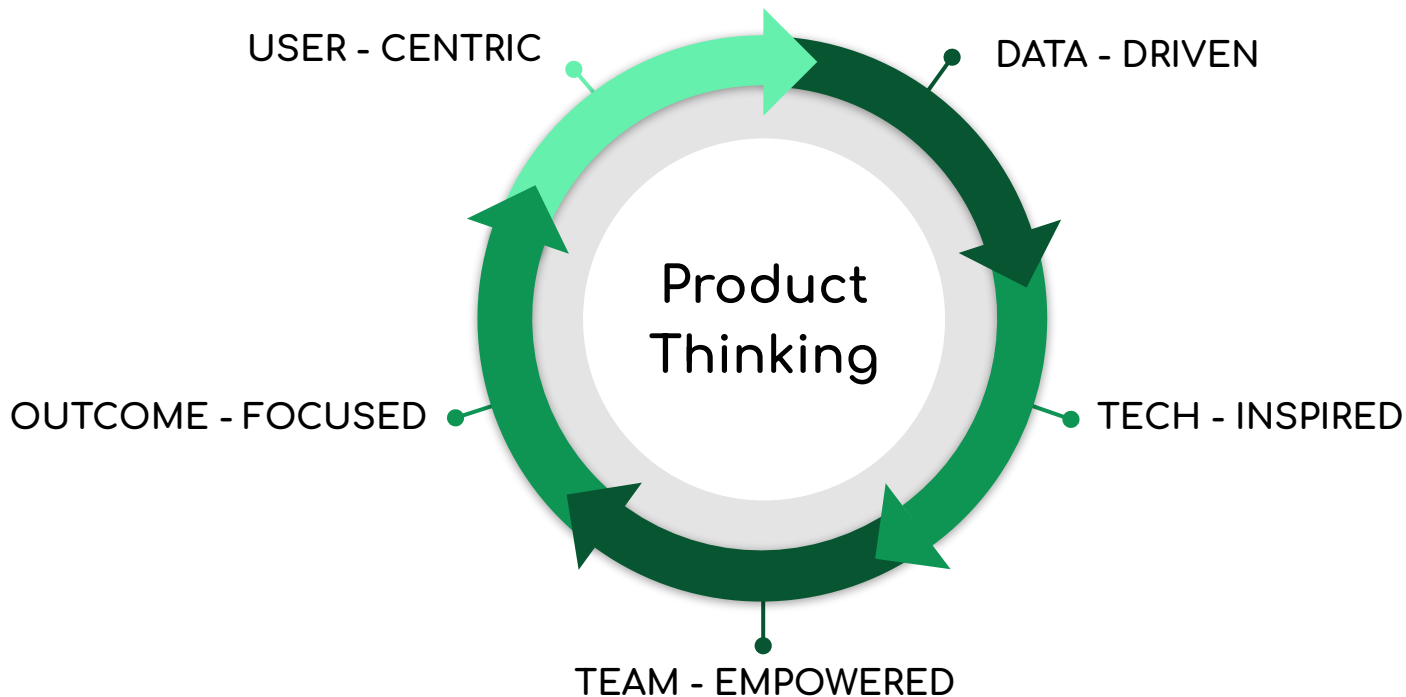 USER - CENTRIC
DATA - DRIVEN
Product
Thinking
OUTCOME - FOCUSED
TECH - INSPIRED
TEAM - EMPOWERED